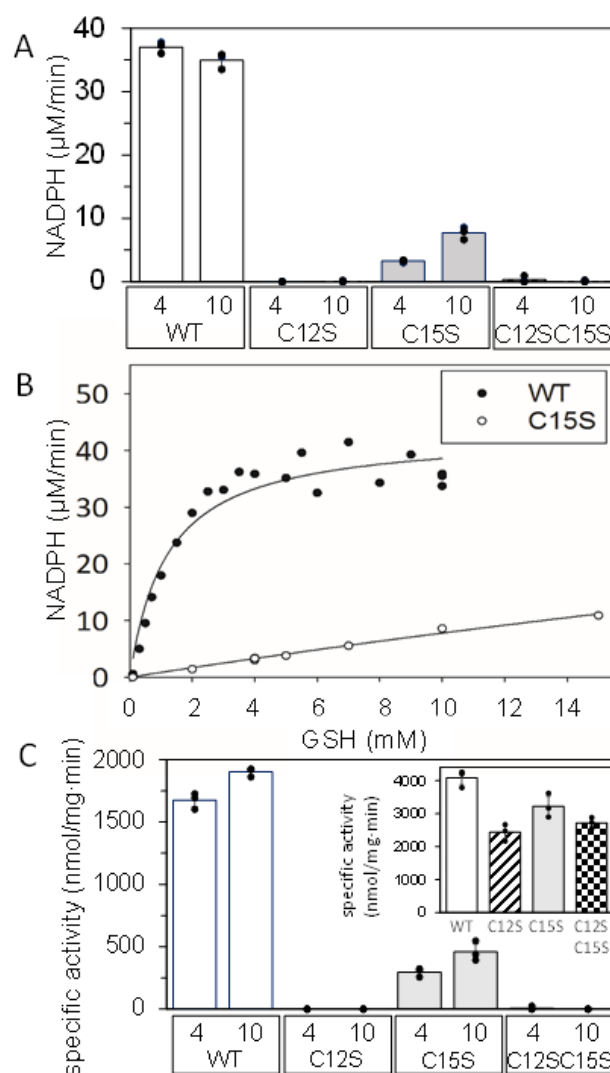 A
NADPH (µM/min)
40
30
20
10
0
4 10 4 10 4 10 4 10
WT C12S C15S C12SC15S
B
NADPH (µM/min)
50
40
30
20
10
0
WT
C15S
0 2 4 6 8 10 12 14
GSH (mM)
C
specific activity (nmol/mg·min)
2000
1500
1000
500
0
specific activity
(nmol/mg·min)
4000
3000
2000
1000
0
WT C12S C15S C12S
C15S
4 10 4 10 4 10 4 10
WT C12S C15S C12SC15S